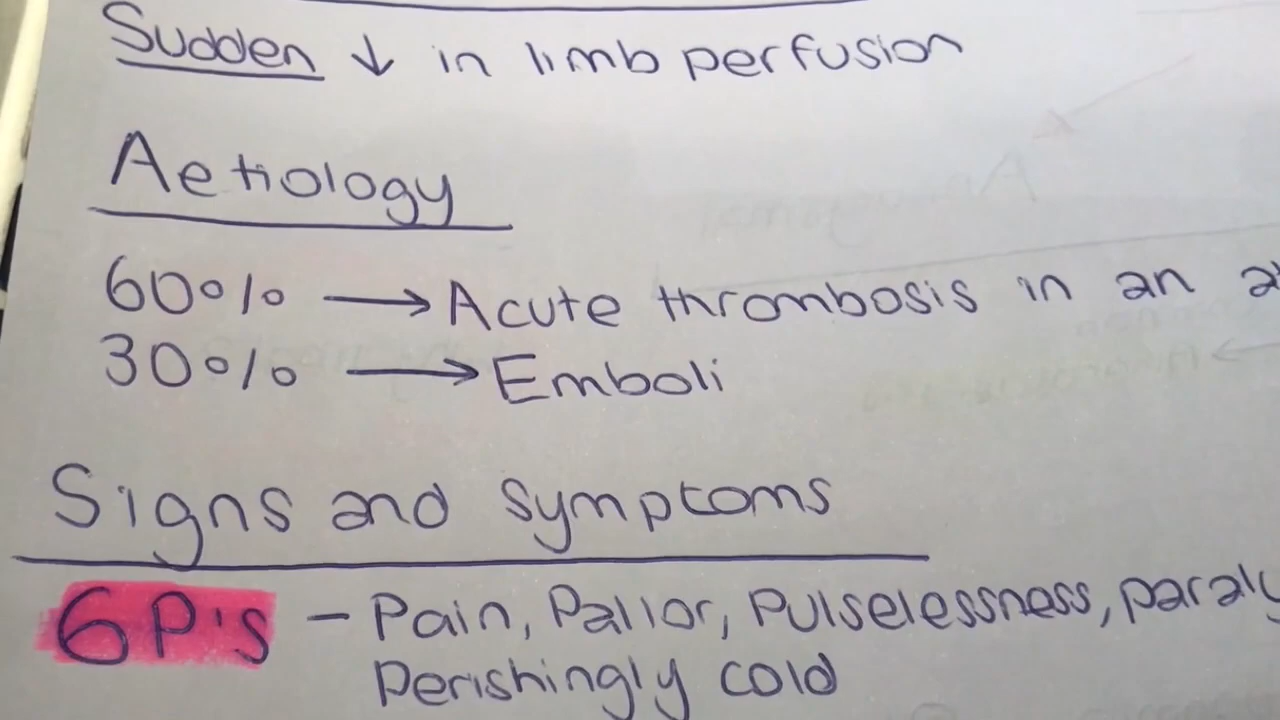 Sudden ↓ in limb perfusion
Aetiology
60% → Acute thrombosis in an
30% → Emboli
Signs and Symptoms
6P's - Pain, Pallor, Pulselessness,
Perishingly cold